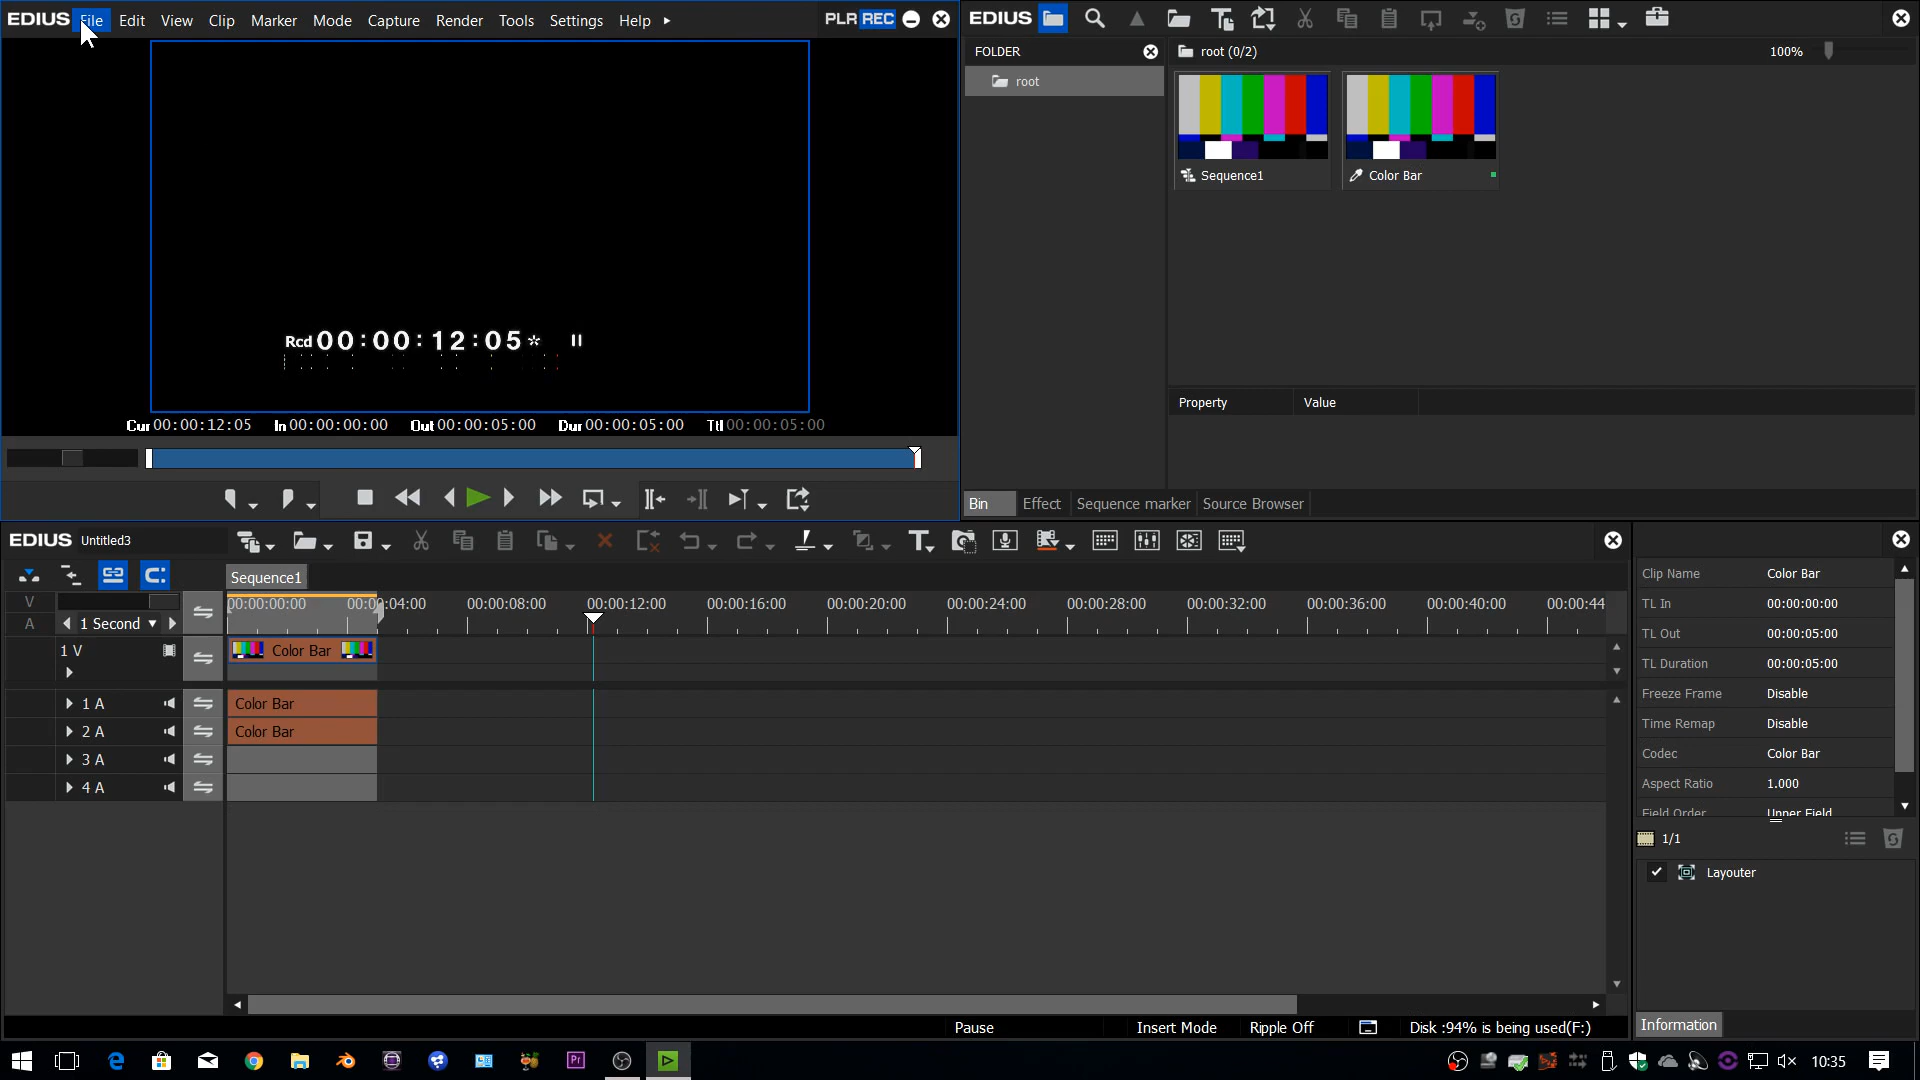 EDIUS File Edit View Clip Marker Mode Capture Render Tools Settings Help PLR REC
Rcd 00:00:12:05 *
Cur 00:00:12:05 In 00:00:00:00 Out 00:00:05:00 Dur 00:00:05:00 Ttl 00:00:05:00
EDIUS
FOLDER
root
root (0/2)
100%
Sequence1
Color Bar
Property Value
Bin Effect Sequence marker Source Browser
EDIUS Untitled3
Sequence1
V
A
1 Second
00:00:00:00 00:00:04:00 00:00:08:00 00:00:12:00 00:00:16:00 00:00:20:00 00:00:24:00 00:00:28:00 00:00:32:00 00:00:36:00 00:00:40:00 00:00:44
1 V
Color Bar
1 A
Color Bar
2 A
Color Bar
3 A
4 A
Clip Name Color Bar
TL In 00:00:00:00
TL Out 00:00:05:00
TL Duration 00:00:05:00
Freeze Frame Disable
Time Remap Disable
Codec Color Bar
Aspect Ratio 1.000
Field Order Upper Field
1/1
Layouter
Information
Pause Insert Mode Ripple Off Disk :94% is being used(F:)
Pr
10:35